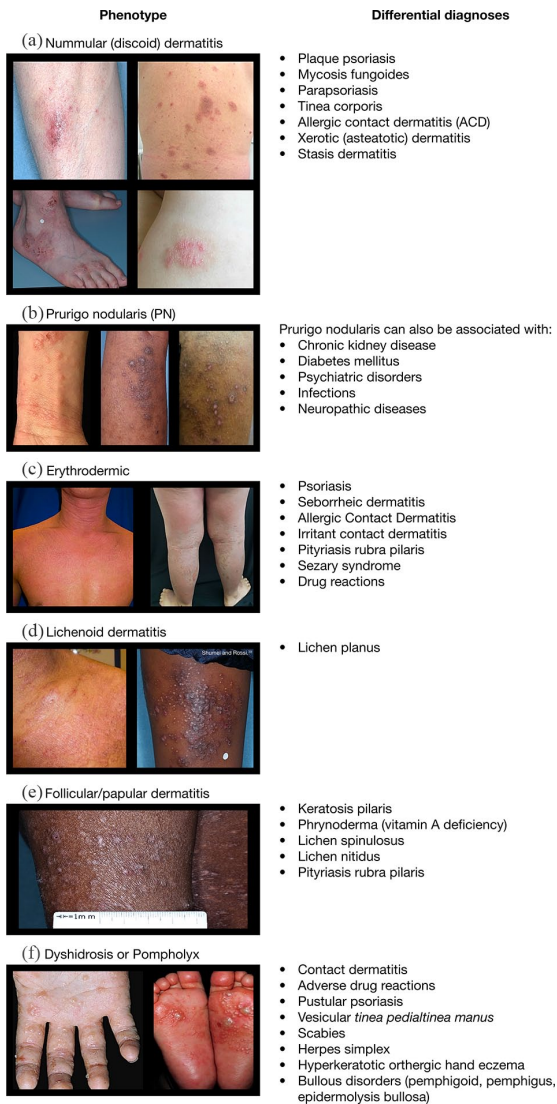 Phenotype
Differential diagnoses
(a) Nummular (discoid) dermatitis
• Plaque psoriasis
• Mycosis fungoides
• Parapsoriasis
• Tinea corporis
• Allergic contact dermatitis (ACD)
• Xerotic (asteatotic) dermatitis
• Stasis dermatitis
(b) Prurigo nodularis (PN)
Prurigo nodularis can also be associated with:
• Chronic kidney disease
• Diabetes mellitus
• Psychiatric disorders
• Infections
• Neuropathic diseases
(c) Erythrodermic
• Psoriasis
• Seborrheic dermatitis
• Allergic Contact Dermatitis
• Irritant contact dermatitis
• Pityriasis rubra pilaris
• Sezary syndrome
• Drug reactions
(d) Lichenoid dermatitis
• Lichen planus
(e) Follicular/papular dermatitis
1mm
• Keratosis pilaris
• Phrynoderma (vitamin A deficiency)
• Lichen spinulosus
• Lichen nitidus
• Pityriasis rubra pilaris
(f) Dyshidrosis or Pompholyx
• Contact dermatitis
• Adverse drug reactions
• Pustular psoriasis
• Vesicular tinea pedialtinea manus
• Scabies
• Herpes simplex
• Hyperkeratotic orthergic hand eczema
• Bullous disorders (pemphigoid, pemphigus,
epidermolysis bullosa)